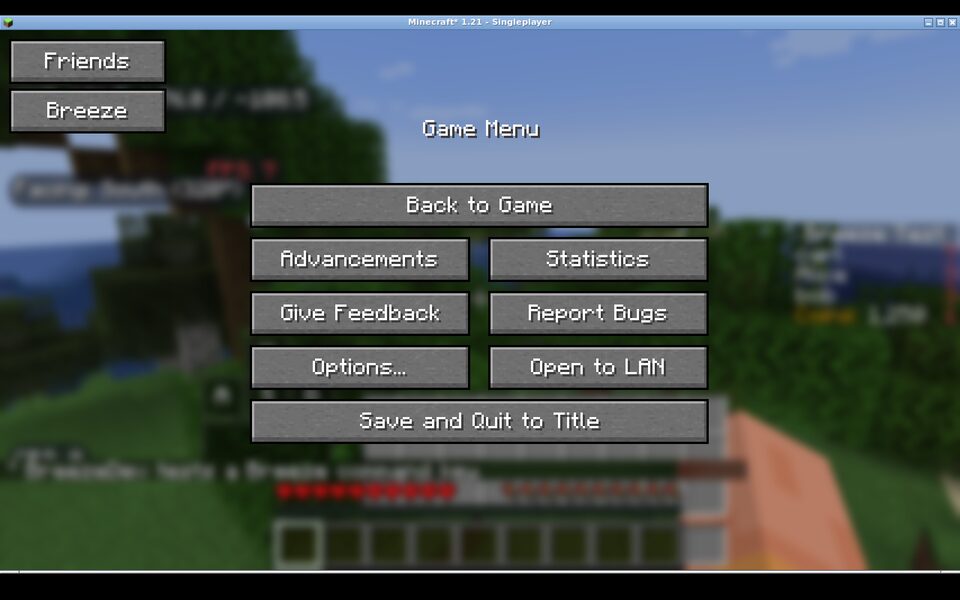 Minecraft* 1.21 - Singleplayer
Friends
Breeze
Game Menu
Back to Game
Advancements
Statistics
Give Feedback
Report Bugs
Options...
Open to LAN
Save and Quit to Title